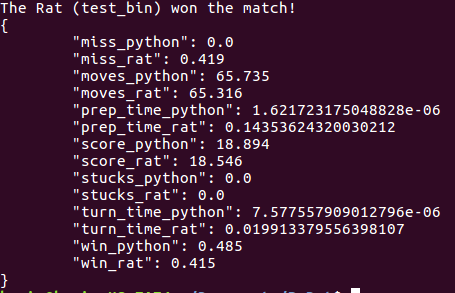 The Rat (test_bin) won the match!
{
        "miss_python": 0.0
        "miss_rat": 0.419
        "moves_python": 65.735
        "moves_rat": 65.316
        "prep_time_python": 1.621723175048828e-06
        "prep_time_rat": 0.14353624320030212
        "score_python": 18.894
        "score_rat": 18.546
        "stucks_python": 0.0
        "stucks_rat": 0.0
        "turn_time_python": 7.577557909012796e-06
        "turn_time_rat": 0.019913379556398107
        "win_python": 0.485
        "win_rat": 0.415
}